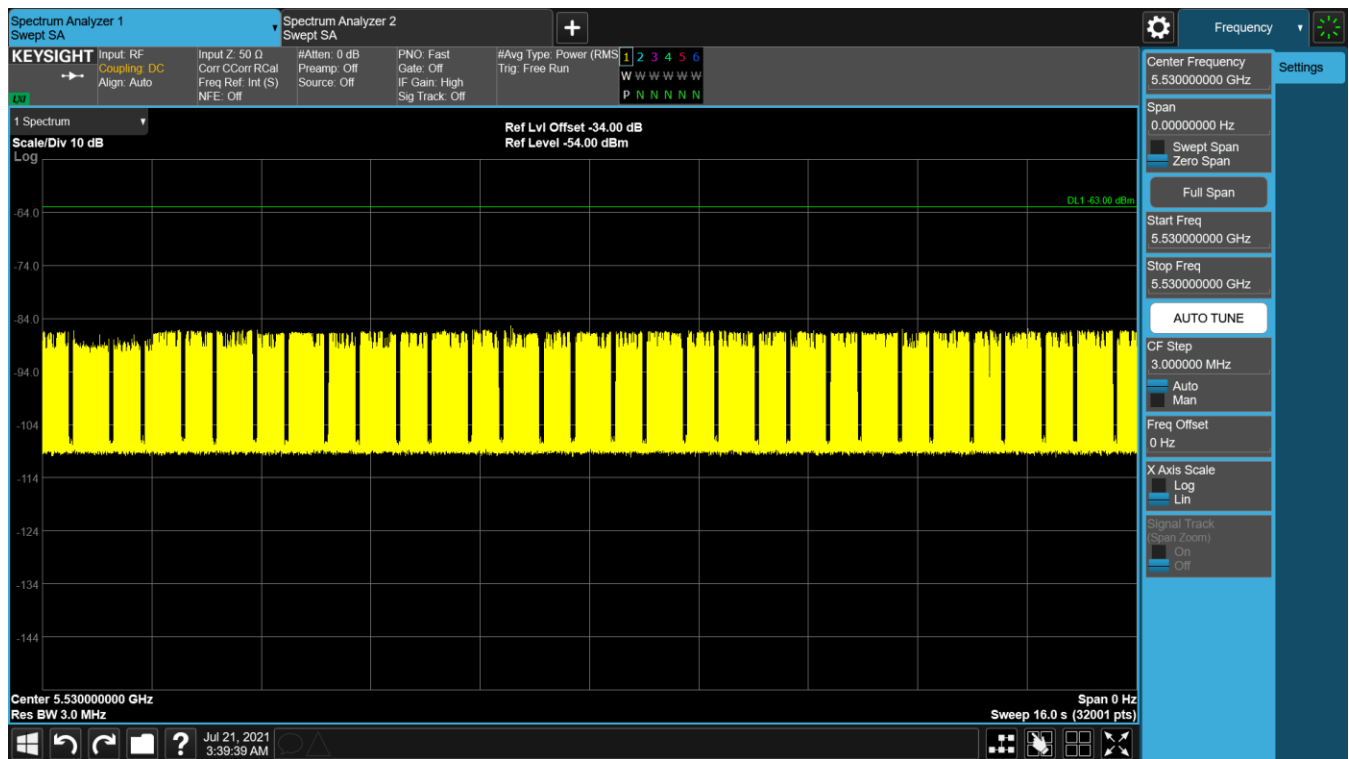 Spectrum Analyzer 1
Swept SA
Spectrum Analyzer 2
Swept SA
+
Frequency
KEYSIGHT
LXI
Input: RF
Coupling: DC
Align: Auto
Input Z: 50 Ω
Corr CCorr RCal
Freq Ref: Int (S)
NFE: Off
#Atten: 0 dB
Preamp: Off
Source: Off
PNO: Fast
Gate: Off
IF Gain: High
Sig Track: Off
#Avg Type: Power (RMS
Trig: Free Run
1 2 3 4 5 6
W W W W W W
P N N N N N
1 Spectrum
Scale/Div 10 dB
Log
Ref Lvl Offset -34.00 dB
Ref Level -54.00 dBm
DL1 -63.00 dBm
-64.0
-74.0
-84.0
-94.0
-104
-114
-124
-134
-144
Center 5.530000000 GHz
Res BW 3.0 MHz
Span 0 Hz
Sweep 16.0 s (32001 pts)
?
Jul 21, 2021
3:39:39 AM
Center Frequency
5.530000000 GHz
Span
0.00000000 Hz
Swept Span
Zero Span
Full Span
Start Freq
5.530000000 GHz
Stop Freq
5.530000000 GHz
AUTO TUNE
CF Step
3.000000 MHz
Auto
Man
Freq Offset
0 Hz
X Axis Scale
Log
Lin
Signal Track
(Span Zoom)
On
Off
Settings